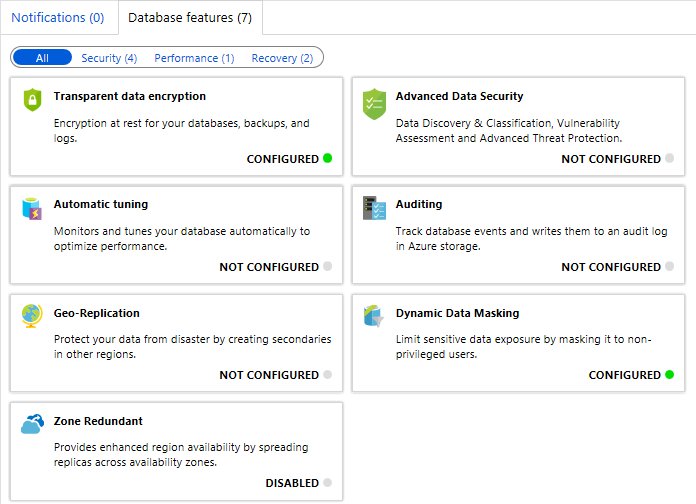 Notifications (0)
Database features (7)
All
Security (4)
Performance (1)
Recovery (2)
Transparent data encryption
Encryption at rest for your databases, backups, and
logs.
CONFIGURED
Advanced Data Security
Data Discovery & Classification, Vulnerability
Assessment and Advanced Threat Protection.
NOT CONFIGURED
Automatic tuning
Monitors and tunes your database automatically to
optimize performance.
NOT CONFIGURED
Auditing
Track database events and writes them to an audit log
in Azure storage.
NOT CONFIGURED
Geo-Replication
Protect your data from disaster by creating secondaries
in other regions.
NOT CONFIGURED
Dynamic Data Masking
Limit sensitive data exposure by masking it to non-
privileged users.
CONFIGURED
Zone Redundant
Provides enhanced region availability by spreading
replicas across availability zones.
DISABLED